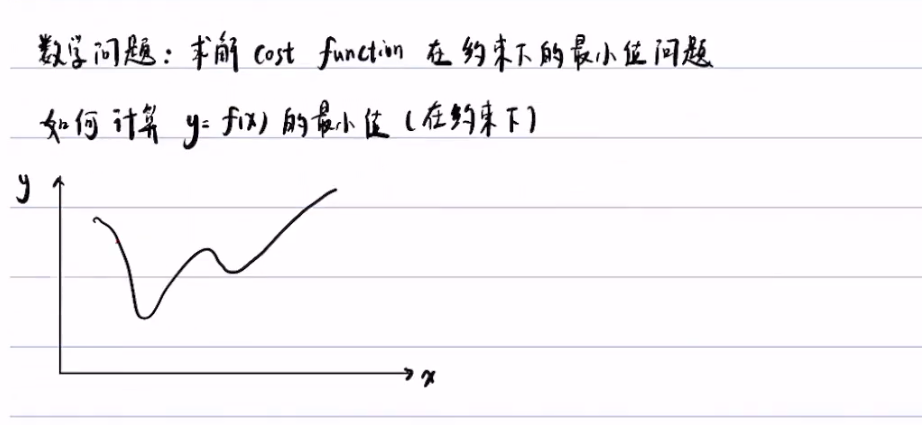 数学问题：求解 cost function 在约束下的最小值问题
如何计算 y= f(x) 的最小值 (在约束下)
y
x